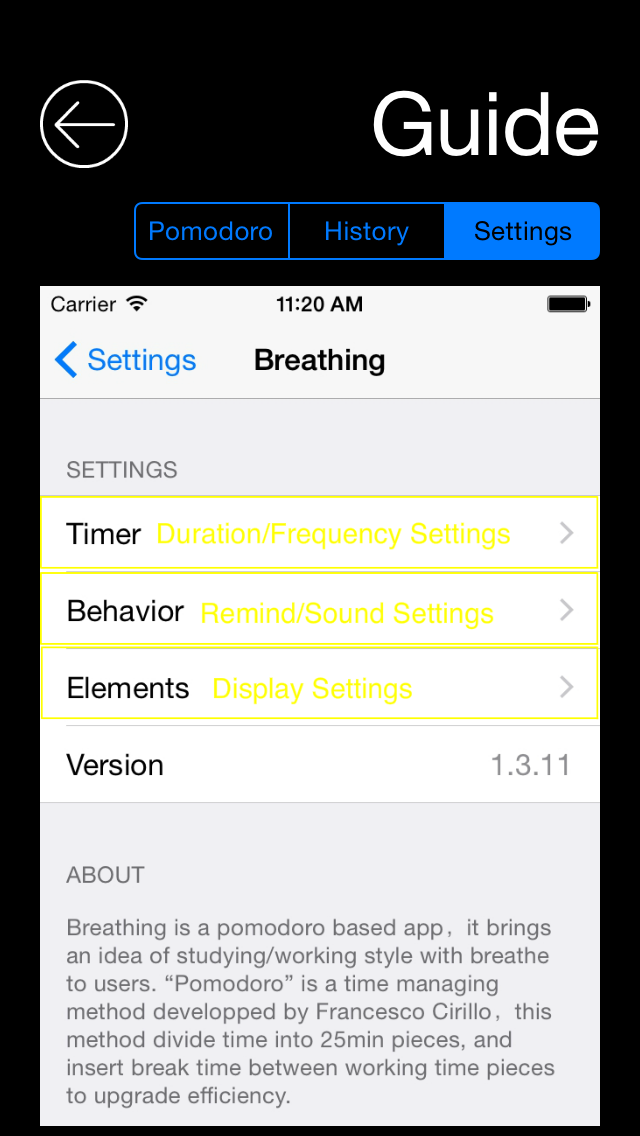 Guide
Pomodoro History Settings
Carrier 11:20 AM
Settings Breathing
SETTINGS
Timer Duration/Frequency Settings
Behavior Remind/Sound Settings
Elements Display Settings
Version 1.3.11
ABOUT
Breathing is a pomodoro based app，it brings
an idea of studying/working style with breathe
to users. “Pomodoro” is a time managing
method developped by Francesco Cirillo，this
method divide time into 25min pieces, and
insert break time between working time pieces
to upgrade efficiency.